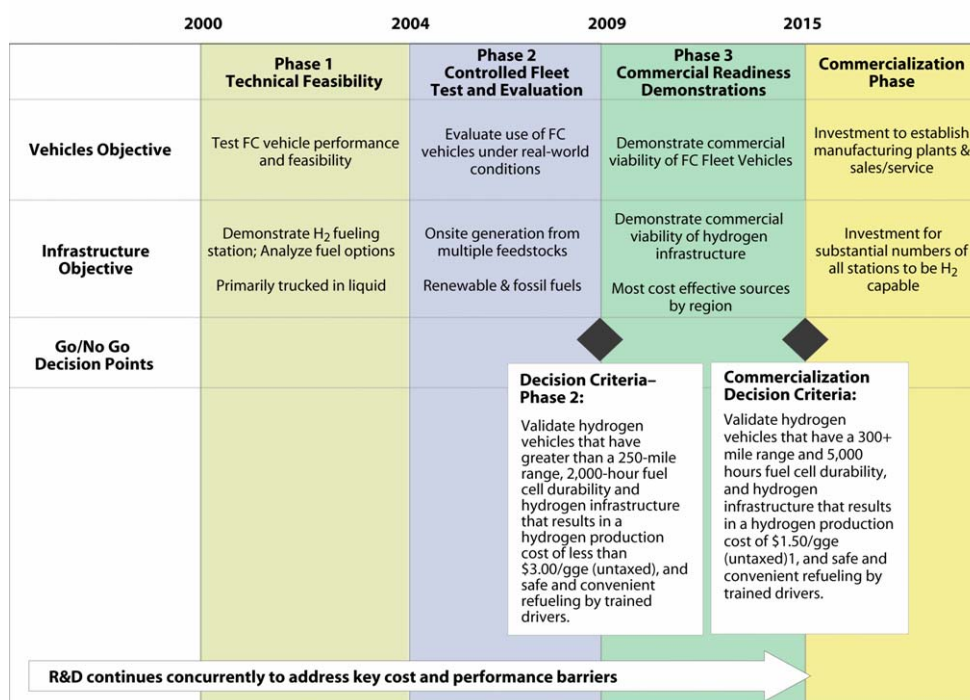 2000 2004 2009 2015
Phase 1
Technical Feasibility
Phase 2
Controlled Fleet
Test and Evaluation
Phase 3
Commercial Readiness
Demonstrations
Commercialization
Phase
Vehicles Objective
Test FC vehicle performance
and feasibility
Evaluate use of FC
vehicles under real-world
conditions
Demonstrate commercial
viability of FC Fleet Vehicles
Investment to establish
manufacturing plants &
sales/service
Infrastructure
Objective
Demonstrate H₂ fueling
station; Analyze fuel options
Primarily trucked in liquid
Onsite generation from
multiple feedstocks
Renewable & fossil fuels
Demonstrate commercial
viability of hydrogen
infrastructure
Most cost effective sources
by region
Investment for
substantial numbers of
all stations to be H₂
capable
Go/No Go
Decision Points
Decision Criteria–
Phase 2:
Validate hydrogen
vehicles that have
greater than a 250-mile
range, 2,000-hour fuel
cell durability and
hydrogen infrastructure
that results in a
hydrogen production
cost of less than
$3.00/gge (untaxed), and
safe and convenient
refueling by trained
drivers.
Commercialization
Decision Criteria:
Validate hydrogen
vehicles that have a 300+
mile range and 5,000
hours fuel cell durability,
and hydrogen
infrastructure that results
in a hydrogen production
cost of $1.50/gge
(untaxed)1, and safe and
convenient refueling by
trained drivers.
R&D continues concurrently to address key cost and performance barriers